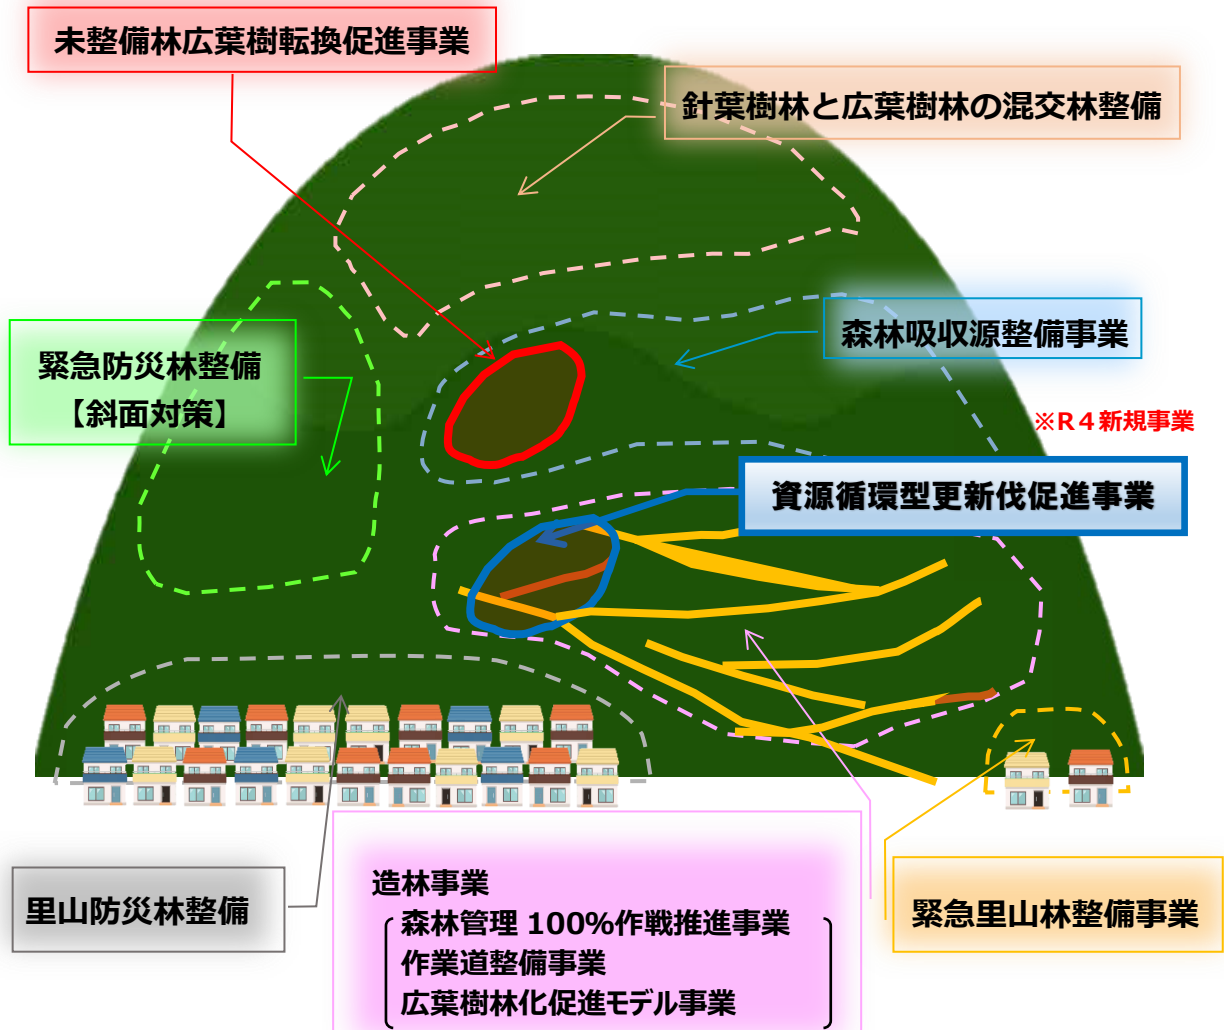 未整備林広葉樹転換促進事業
針葉樹林と広葉樹林の混交林整備
森林吸収源整備事業
緊急防災林整備
【斜面対策】
※R4新規事業
資源循環型更新伐促進事業
里山防災林整備
造林事業
森林管理 100%作戦推進事業
作業道整備事業
広葉樹林化促進モデル事業
緊急里山林整備事業